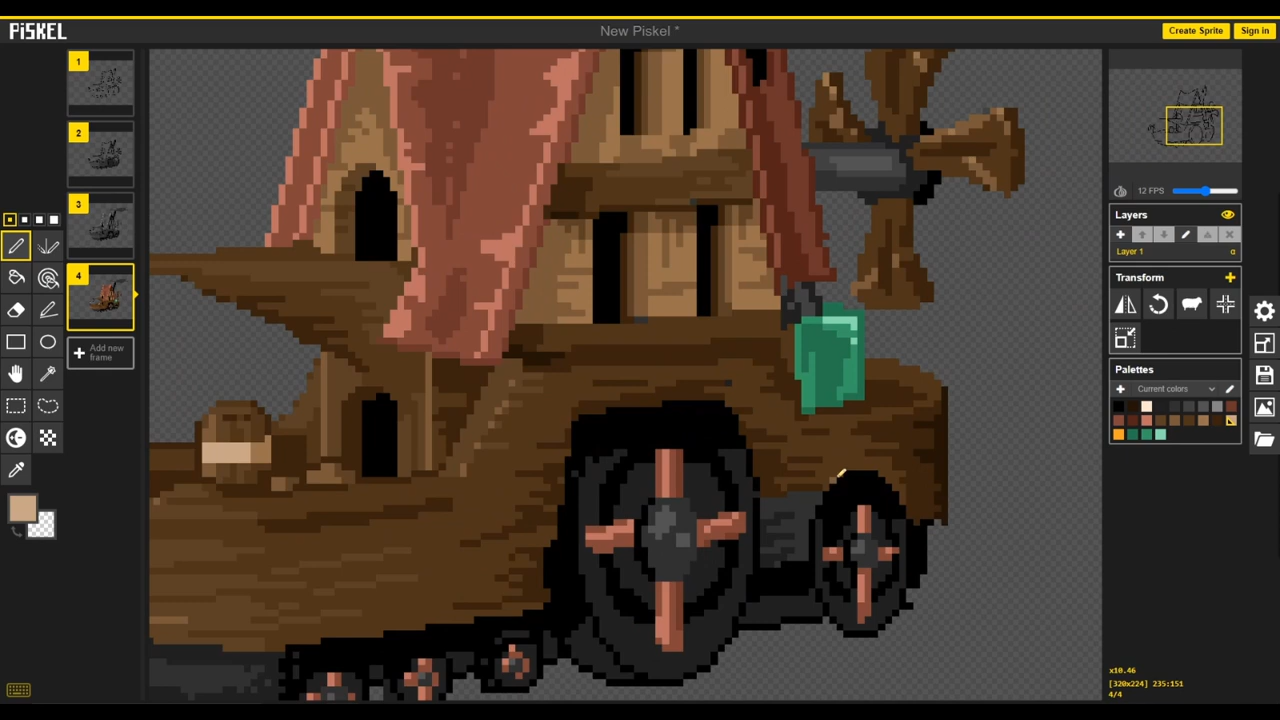 PiSKEL
New Piskel *
Create Sprite
Sign in
1
2
3
4
Add new
frame
12 FPS
Layers
Layer 1
α
Transform
Palettes
Current colors
x10.46
[320x224] 235:151
4/4